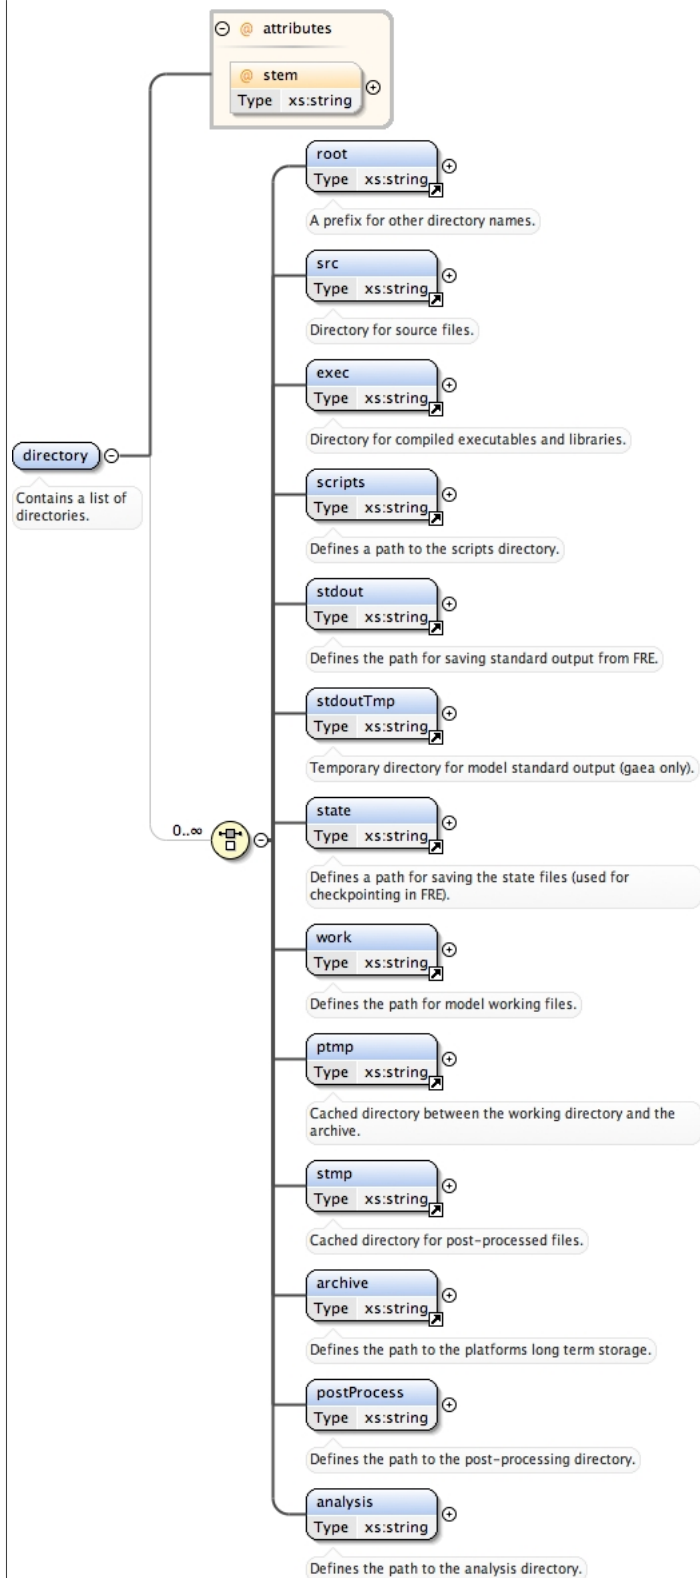 @ attributes
@ stem
Type xs:string
root
Type xs:string
A prefix for other directory names.
src
Type xs:string
Directory for source files.
exec
Type xs:string
Directory for compiled executables and libraries.
directory
Contains a list of
directories.
scripts
Type xs:string
Defines a path to the scripts directory.
stdout
Type xs:string
Defines the path for saving standard output from FRE.
stdoutTmp
Type xs:string
Temporary directory for model standard output (gaea only).
0..∞
state
Type xs:string
Defines a path for saving the state files (used for
checkpointing in FRE).
work
Type xs:string
Defines the path for model working files.
ptmp
Type xs:string
Cached directory between the working directory and the
archive.
stmp
Type xs:string
Cached directory for post-processed files.
archive
Type xs:string
Defines the path to the platforms long term storage.
postProcess
Type xs:string
Defines the path to the post-processing directory.
analysis
Type xs:string
Defines the path to the analysis directory.